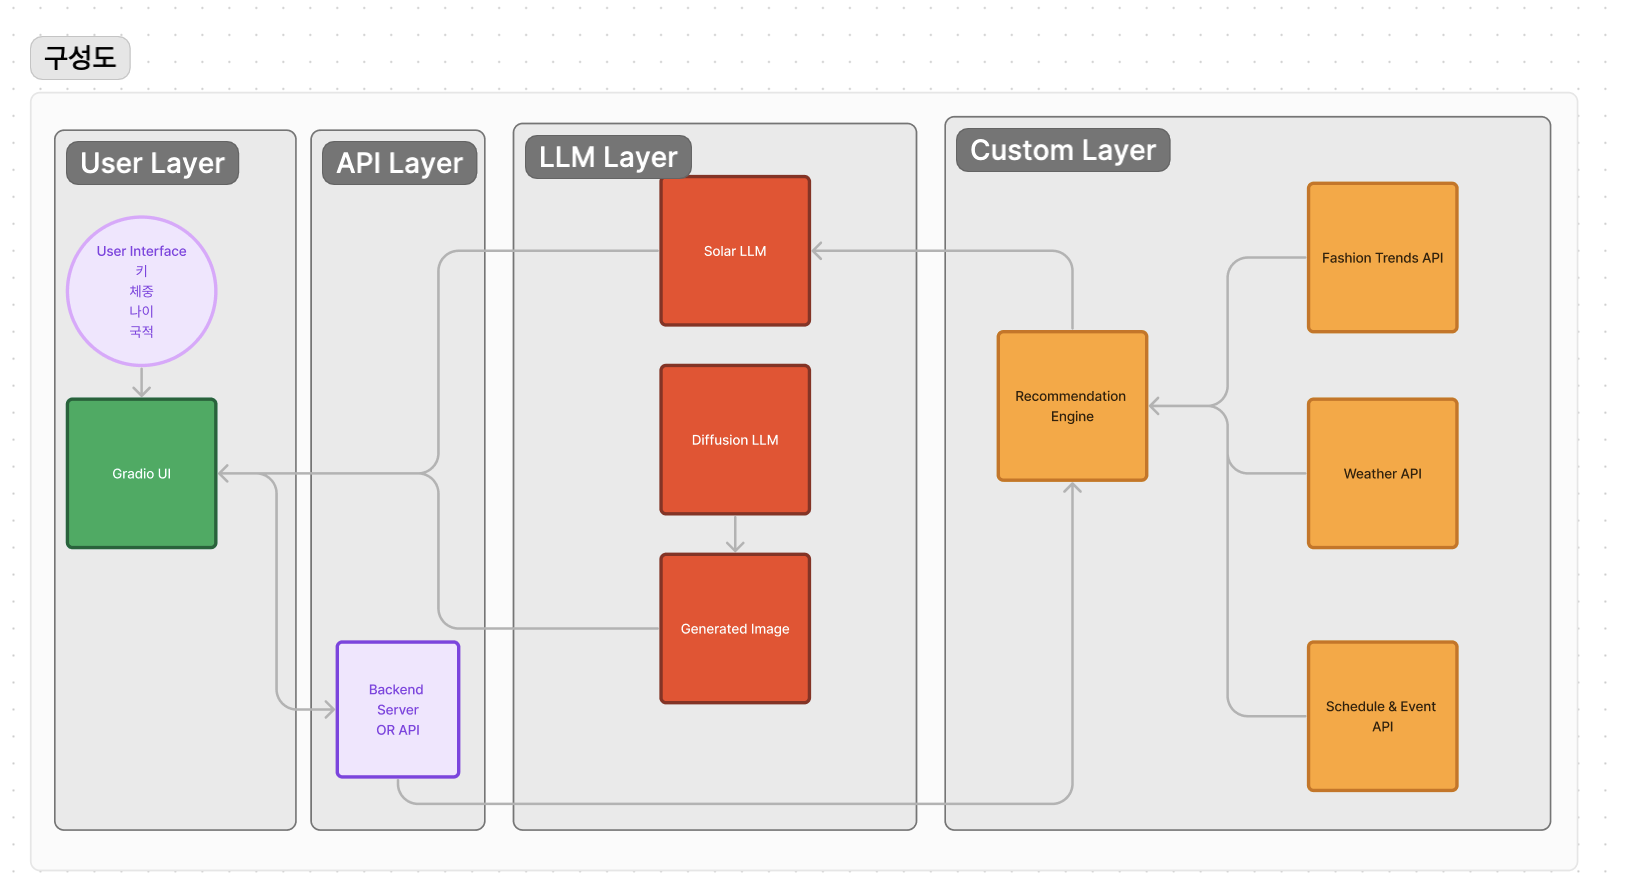 구성도
User Layer
User Interface
키
체중
나이
국적
Gradio UI
API Layer
Backend
Server
OR API
LLM Layer
Solar LLM
Diffusion LLM
Generated Image
Custom Layer
Recommendation
Engine
Fashion Trends API
Weather API
Schedule & Event
API